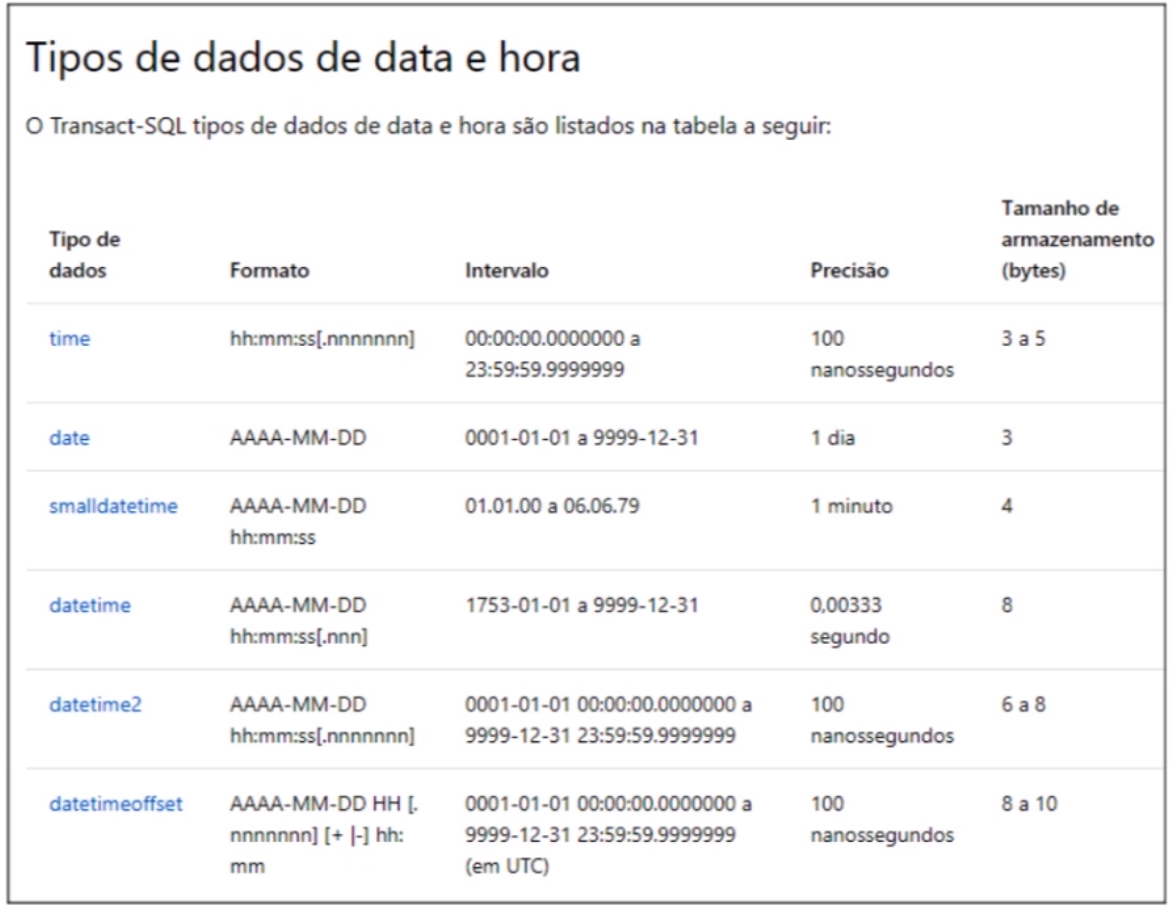 Tipos de dados de data e hora
O Transact-SQL tipos de dados de data e hora são listados na tabela a seguir:
Tipo de dados Formato Intervalo Precisão Tamanho de armazenamento (bytes)
time hh:mm:ss[.nnnnnnn] 00:00:00.0000000 a 23:59:59.9999999 100 nanossegundos 3 a 5
date AAAA-MM-DD 0001-01-01 a 9999-12-31 1 dia 3
smalldatetime AAAA-MM-DD hh:mm:ss 01.01.00 a 06.06.79 1 minuto 4
datetime AAAA-MM-DD hh:mm:ss[.nnn] 1753-01-01 a 9999-12-31 0,00333 segundo 8
datetime2 AAAA-MM-DD hh:mm:ss[.nnnnnnn] 0001-01-01 00:00:00.0000000 a 9999-12-31 23:59:59.9999999 100 nanossegundos 6 a 8
datetimeoffset AAAA-MM-DD HH [. nnnnnnn] [+ |-] hh: mm 0001-01-01 00:00:00.0000000 a 9999-12-31 23:59:59.9999999 (em UTC) 100 nanossegundos 8 a 10